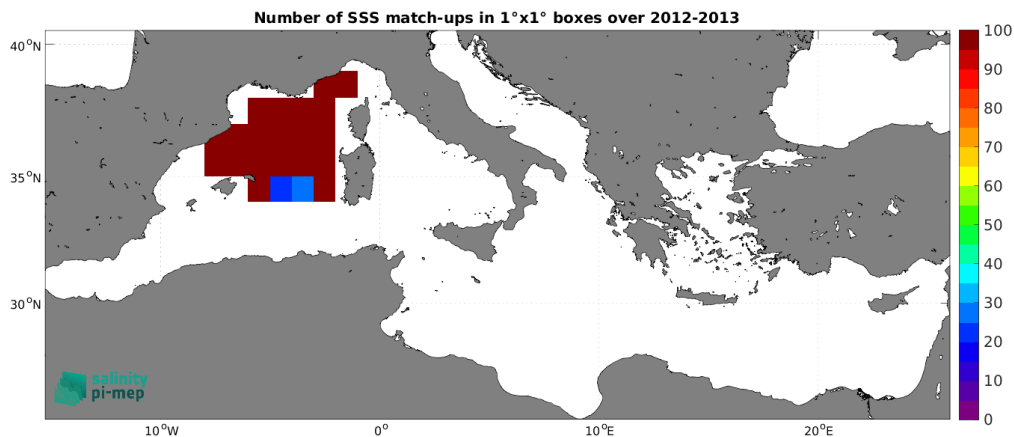 Number of SSS match-ups in 1°x1° boxes over 2012-2013
40°N
35°N
30°N
10°W
0°
10°E
20°E
100
90
80
70
60
50
40
30
20
10
0
salinity
pi-mep